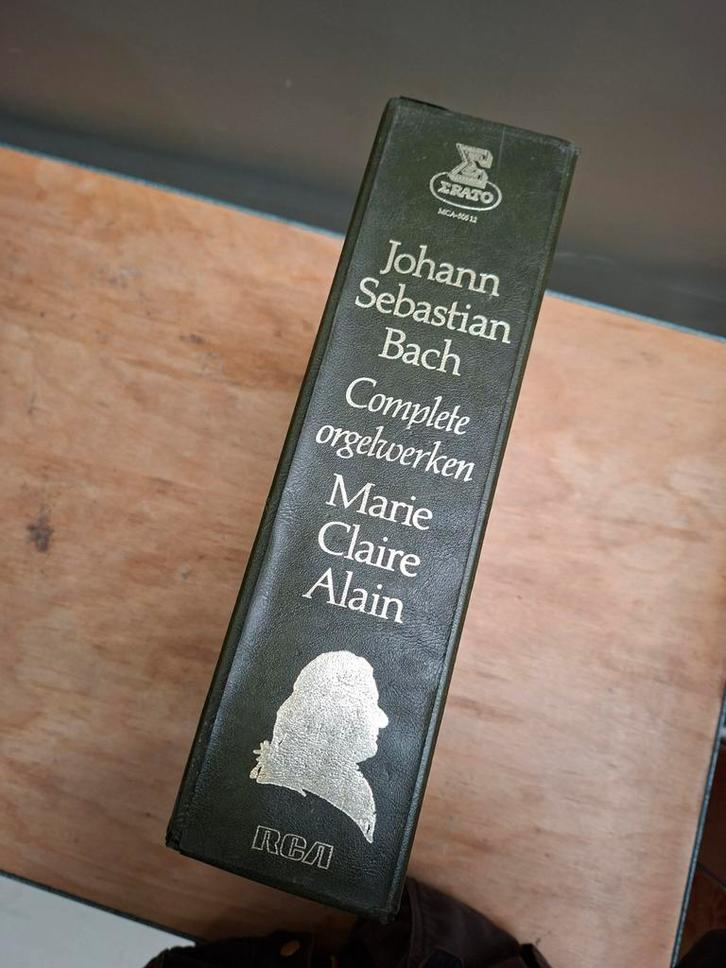 ΣRATO
Johann
Sebastian
Bach
Complete
orgelwerken
Marie
Claire
Alain
RCA